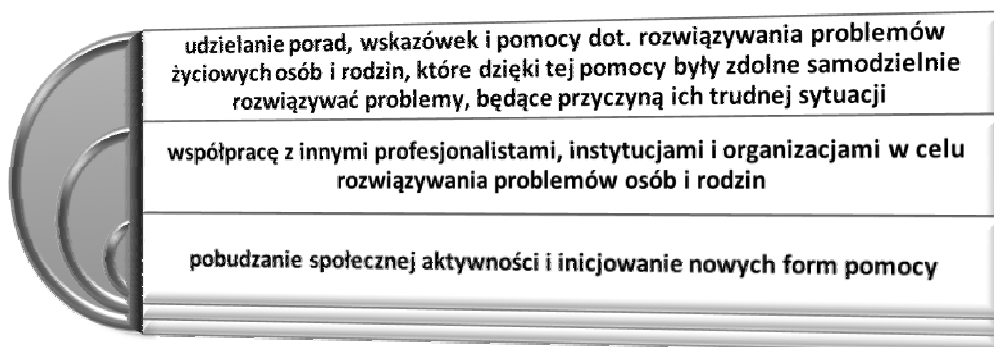 udzielanie porad, wskazówek i pomocy dot. rozwiązywania problemów
życiowych osób i rodzin, które dzięki tej pomocy były zdolne samodzielnie
rozwiązywać problemy, będące przyczyną ich trudnej sytuacji
współpracę z innymi profesjonalistami, instytucjami i organizacjami w celu
rozwiązywania problemów osób i rodzin
pobudzanie społecznej aktywności i inicjowanie nowych form pomocy